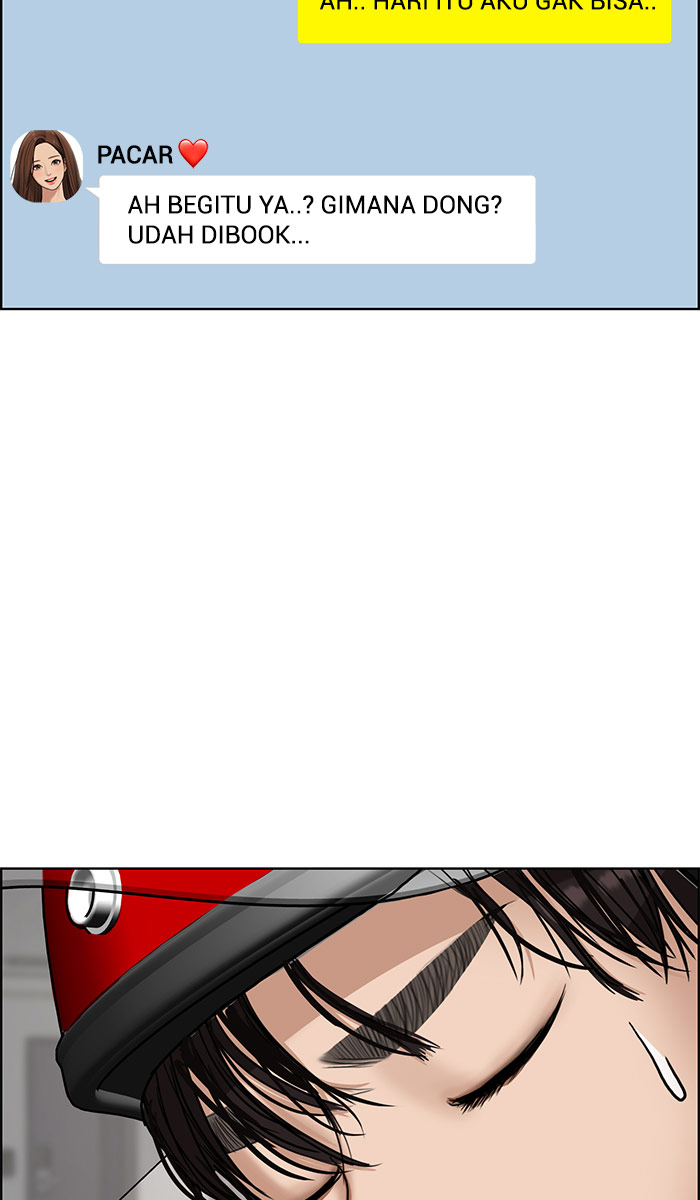 AH.. HARI ITU AKU GAK BISA..
PACAR
AH BEGITU YA..? GIMANA DONG?
UDAH DIBOOK...